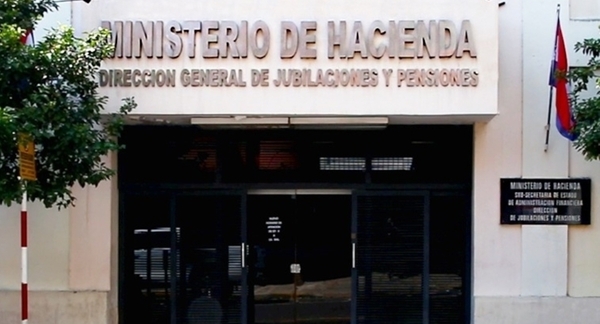 MINISTERIO DE HACIENDA
DIRECCION GENERAL DE JUBILACIONES Y PENSIONES
MINISTERIO DE HACIENDA
SUB-SECRETARIA DE ESTADO
DE ADMINISTRACION FINANCIERA
DIRECCION
DE JUBILACIONES Y PENSIONES